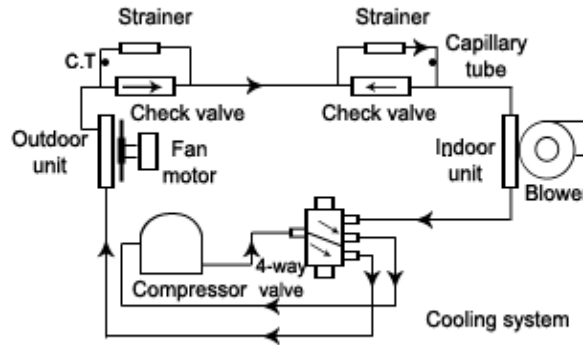 Strainer
Strainer
C.T
Capillary
tube
Check valve
Check valve
Outdoor
unit
Fan
motor
Indoor
unit
Blower
Compressor
4-way
valve
Cooling system